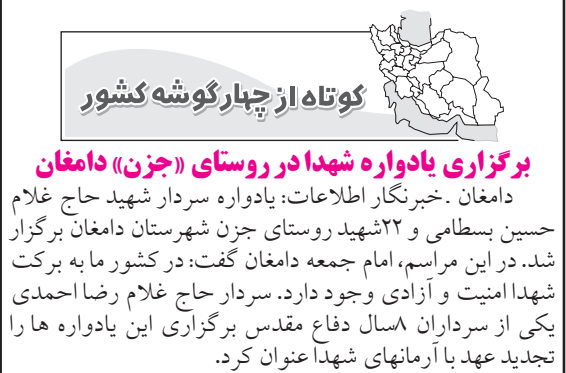 کوتاه از چهارگوشه کشور
برگزاری یادواره شهدا در روستای «جزن» دامغان
دامغان ـ خبرنگار اطلاعات: یادواره سردار شهید حاج غلام
حسین بسطامی و ۲۲شهید روستای جزن شهرستان دامغان برگزار
شد. در این مراسم، امام جمعه دامغان گفت: در کشور ما به برکت
شهدا امنیت و آزادی وجود دارد. سردار حاج غلام رضا احمدی
یکی از سرداران ۸سال دفاع مقدس برگزاری این یادواره ها را
تجدید عهد با آرمانهای شهدا عنوان کرد.